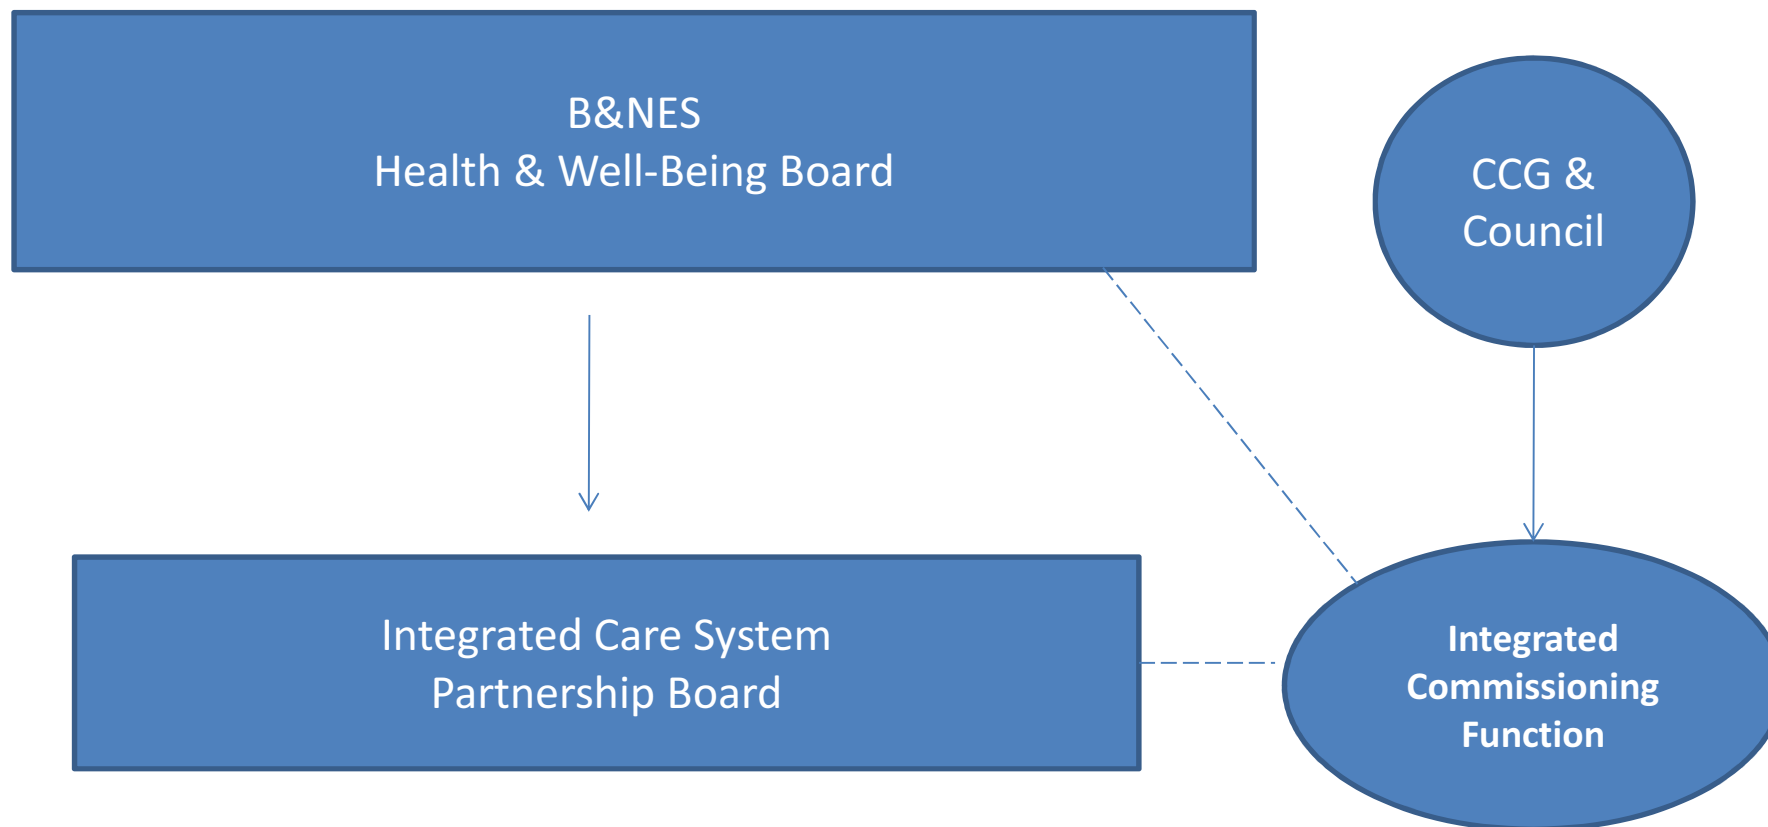 B&NES
Health & Well-Being Board
CCG &
Council
Integrated Care System
Partnership Board
Integrated
Commissioning
Function